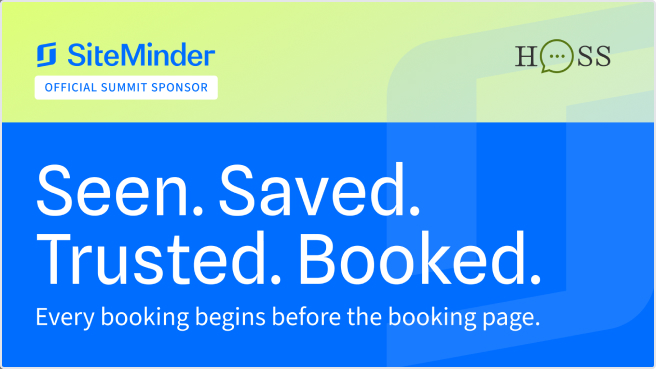 SiteMinder
OFFICIAL SUMMIT SPONSOR
HOSS
Seen. Saved.
Trusted. Booked.
Every booking begins before the booking page.